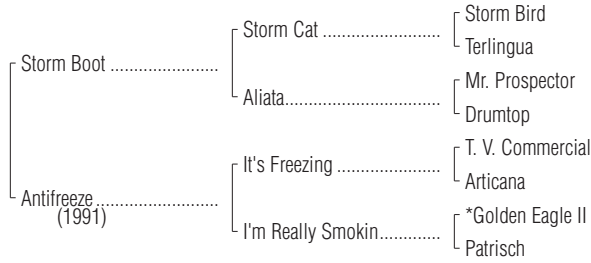 Storm Bird
Storm Cat ..............................
Terlingua
Storm Boot ...........................
Mr. Prospector
Aliata........................................
Drumtop
T. V. Commercial
It's Freezing ..........................
Articana
Antifreeze..............................
(1991)
*Golden Eagle II
I'm Really Smokin................
Patrisch